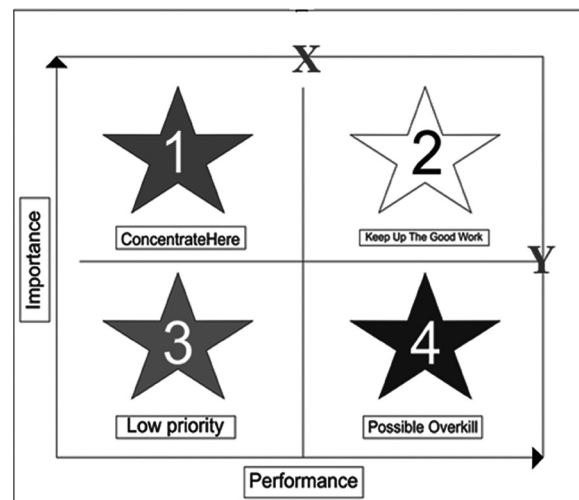 X
1
2
ConcentrateHere
Keep Up The Good Work
Importance
Y
3
4
Low priority
Possible Overkill
Performance